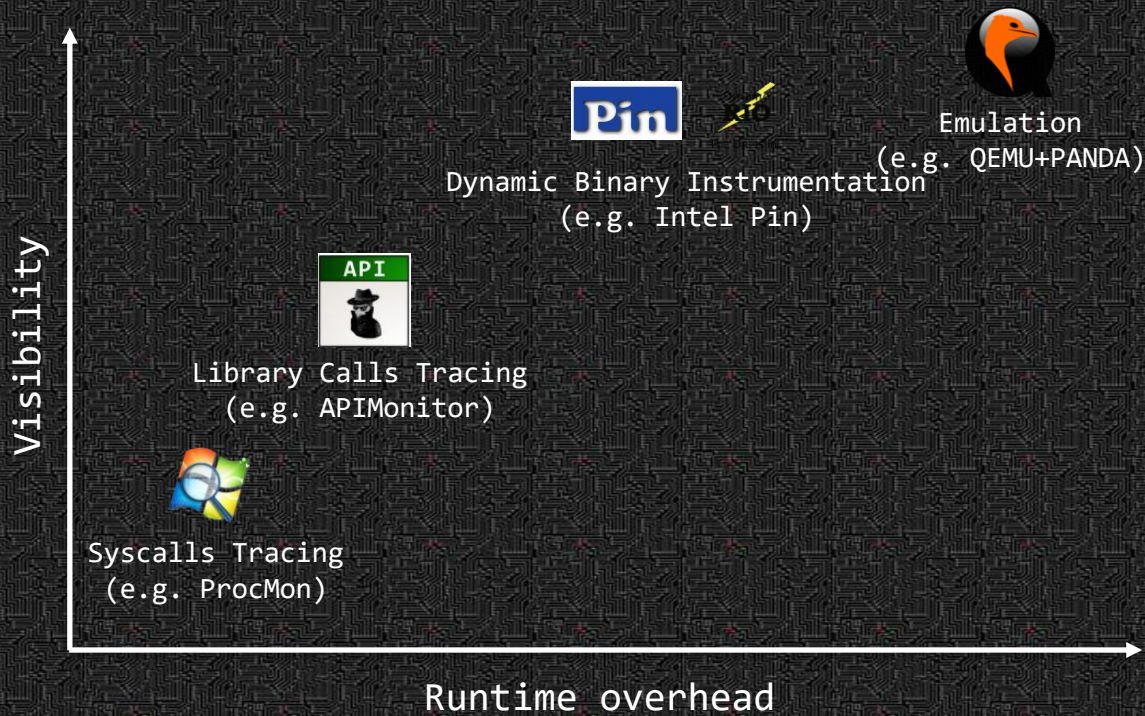 Pin
Emulation
(e.g. QEMU+PANDA)
Dynamic Binary Instrumentation
(e.g. Intel Pin)
API
Library Calls Tracing
(e.g. APIMonitor)
Visibility
Syscalls Tracing
(e.g. ProcMon)
Runtime overhead